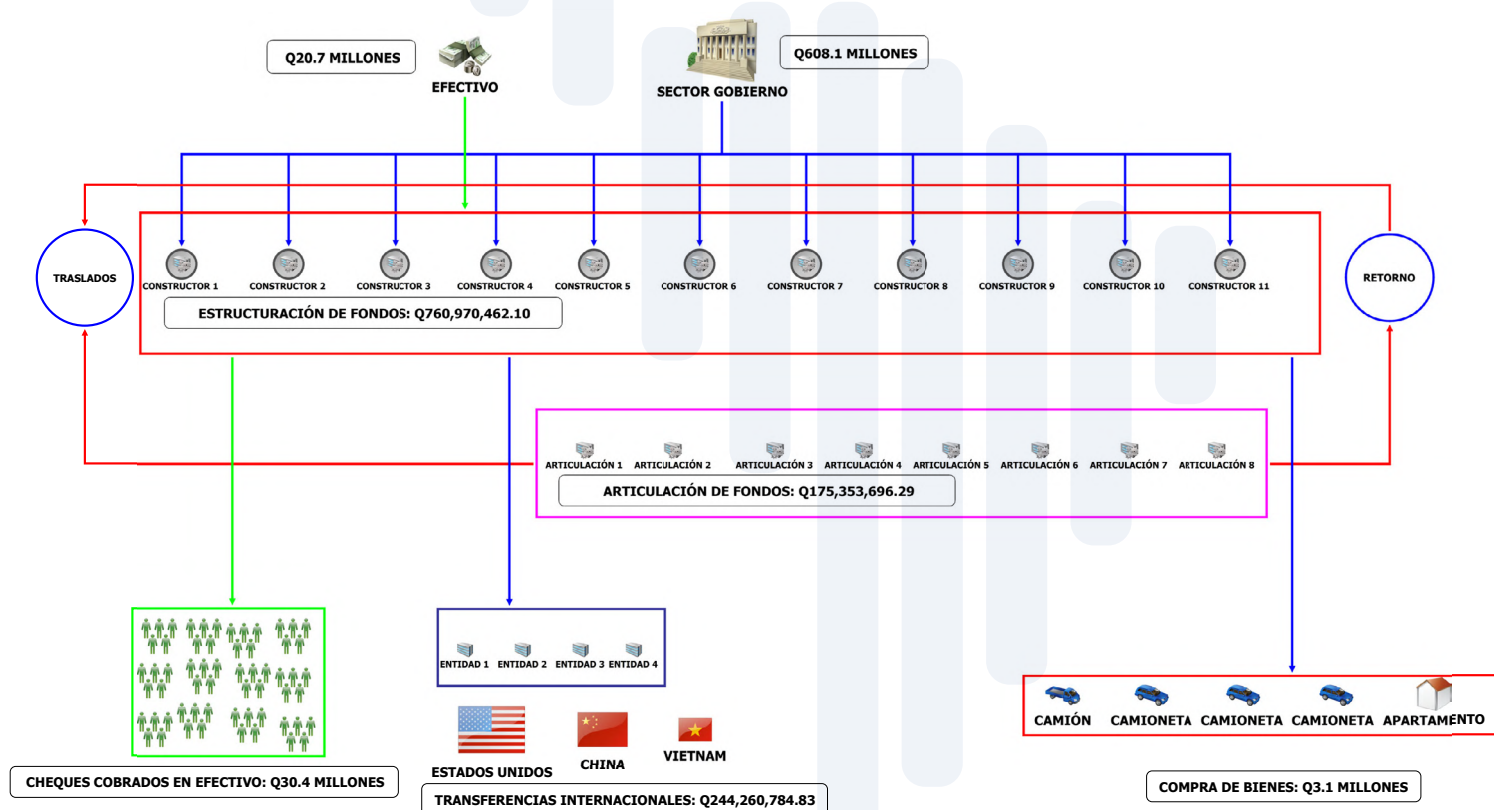 Q20.7 MILLONES
EFECTIVO
Q608.1 MILLONES
SECTOR GOBIERNO
TRASLADOS
CONSTRUCTOR 1
CONSTRUCTOR 2
CONSTRUCTOR 3
CONSTRUCTOR 4
CONSTRUCTOR 5
CONSTRUCTOR 6
CONSTRUCTOR 7
CONSTRUCTOR 8
CONSTRUCTOR 9
CONSTRUCTOR 10
CONSTRUCTOR 11
RETORNO
ESTRUCTURACIÓN DE FONDOS: Q760,970,462.10
ARTICULACIÓN 1
ARTICULACIÓN 2
ARTICULACIÓN 3
ARTICULACIÓN 4
ARTICULACIÓN 5
ARTICULACIÓN 6
ARTICULACIÓN 7
ARTICULACIÓN 8
ARTICULACIÓN DE FONDOS: Q175,353,696.29
ENTIDAD 1
ENTIDAD 2
ENTIDAD 3
ENTIDAD 4
CAMIÓN
CAMIONETA
CAMIONETA
CAMIONETA
APARTAMENTO
ESTADOS UNIDOS
CHINA
VIETNAM
CHEQUES COBRADOS EN EFECTIVO: Q30.4 MILLONES
TRANSFERENCIAS INTERNACIONALES: Q244,260,784.83
COMPRA DE BIENES: Q3.1 MILLONES